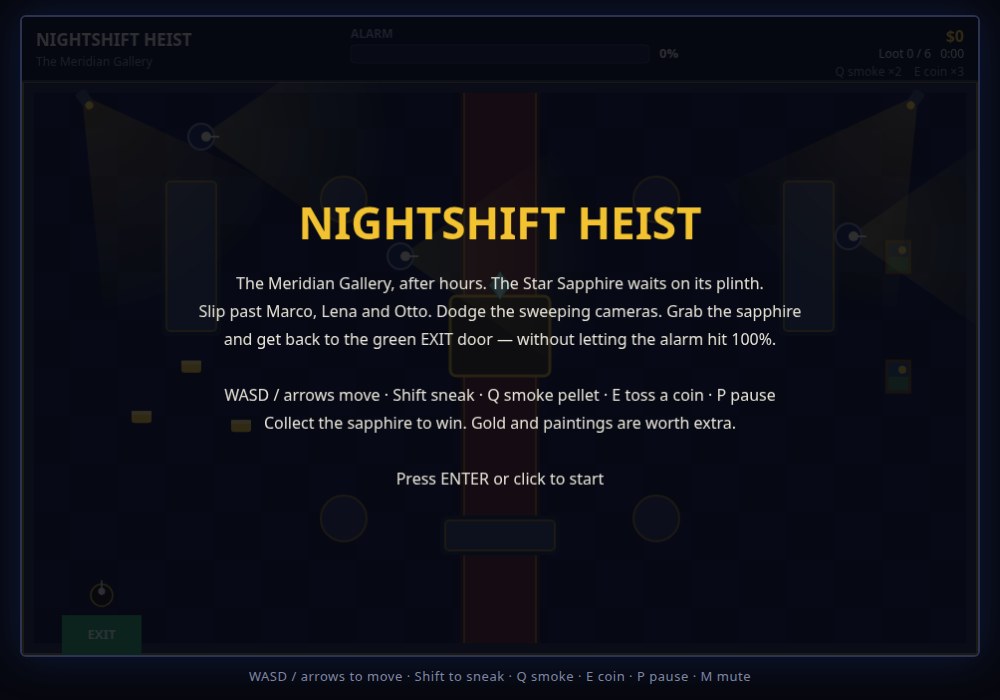 NIGHTSHIFT HEIST
The Meridian Gallery
ALARM
0%
$0
Loot 0 / 6 0:00
Q smoke ×2 E coin ×3
NIGHTSHIFT HEIST
The Meridian Gallery, after hours. The Star Sapphire waits on its plinth.
Slip past Marco, Lena and Otto. Dodge the sweeping cameras. Grab the sapphire
and get back to the green EXIT door — without letting the alarm hit 100%.
WASD / arrows move · Shift sneak · Q smoke pellet · E toss a coin · P pause
Collect the sapphire to win. Gold and paintings are worth extra.
Press ENTER or click to start
EXIT
WASD / arrows to move · Shift to sneak · Q smoke · E coin · P pause · M mute